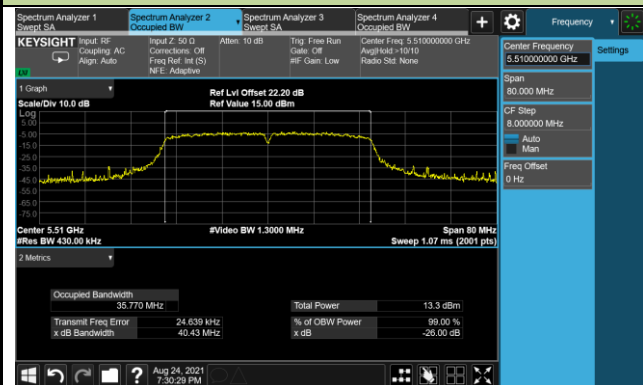 Spectrum Analyzer 1
Swept SA
Spectrum Analyzer 2
Occupied BW
Spectrum Analyzer 3
Swept SA
Spectrum Analyzer 4
Occupied BW
Frequency
KEYSIGHT
Input: RF
Coupling: AC
Align: Auto
Input Z: 50 Ω
Corrections: Off
Freq Ref: Int (S)
NFE: Adaptive
Atten: 10 dB
Trig: Free Run
Gate: Off
#IF Gain: Low
Center Freq: 5.510000000 GHz
Avg|Hold:>10/10
Radio Std: None
Center Frequency
5.510000000 GHz
Settings
Span
80.000 MHz
CF Step
8.000000 MHz
Auto
Man
Freq Offset
0 Hz
1 Graph
Scale/Div 10.0 dB
Ref Lvl Offset 22.20 dB
Ref Value 15.00 dBm
Log
5.00
-5.00
-15.0
-25.0
-35.0
-45.0
-55.0
-65.0
-75.0
Center 5.51 GHz
#Res BW 430.00 kHz
#Video BW 1.3000 MHz
Span 80 MHz
Sweep 1.07 ms (2001 pts)
2 Metrics
Occupied Bandwidth
35.770 MHz
Total Power 13.3 dBm
Transmit Freq Error 24.639 kHz
% of OBW Power 99.00 %
x dB Bandwidth 40.43 MHz
x dB -26.00 dB
?
Aug 24, 2021
7:30:29 PM